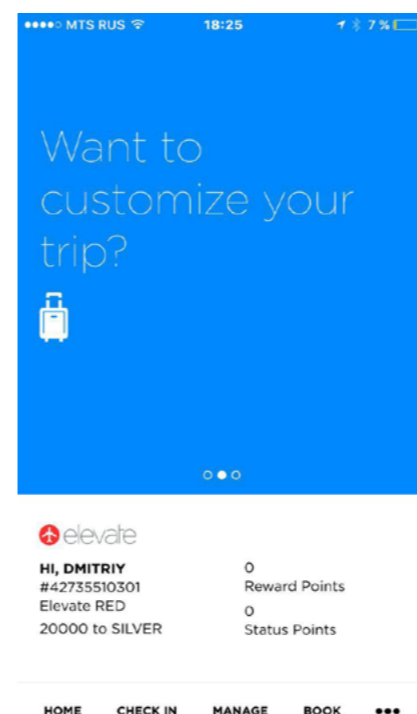 MTS RUS 18:25 7 %
Want to
customize your
trip?
elevate
HI, DMITRIY
#42735510301
Elevate RED
20000 to SILVER
0
Reward Points
0
Status Points
HOME CHECK IN MANAGE BOOK